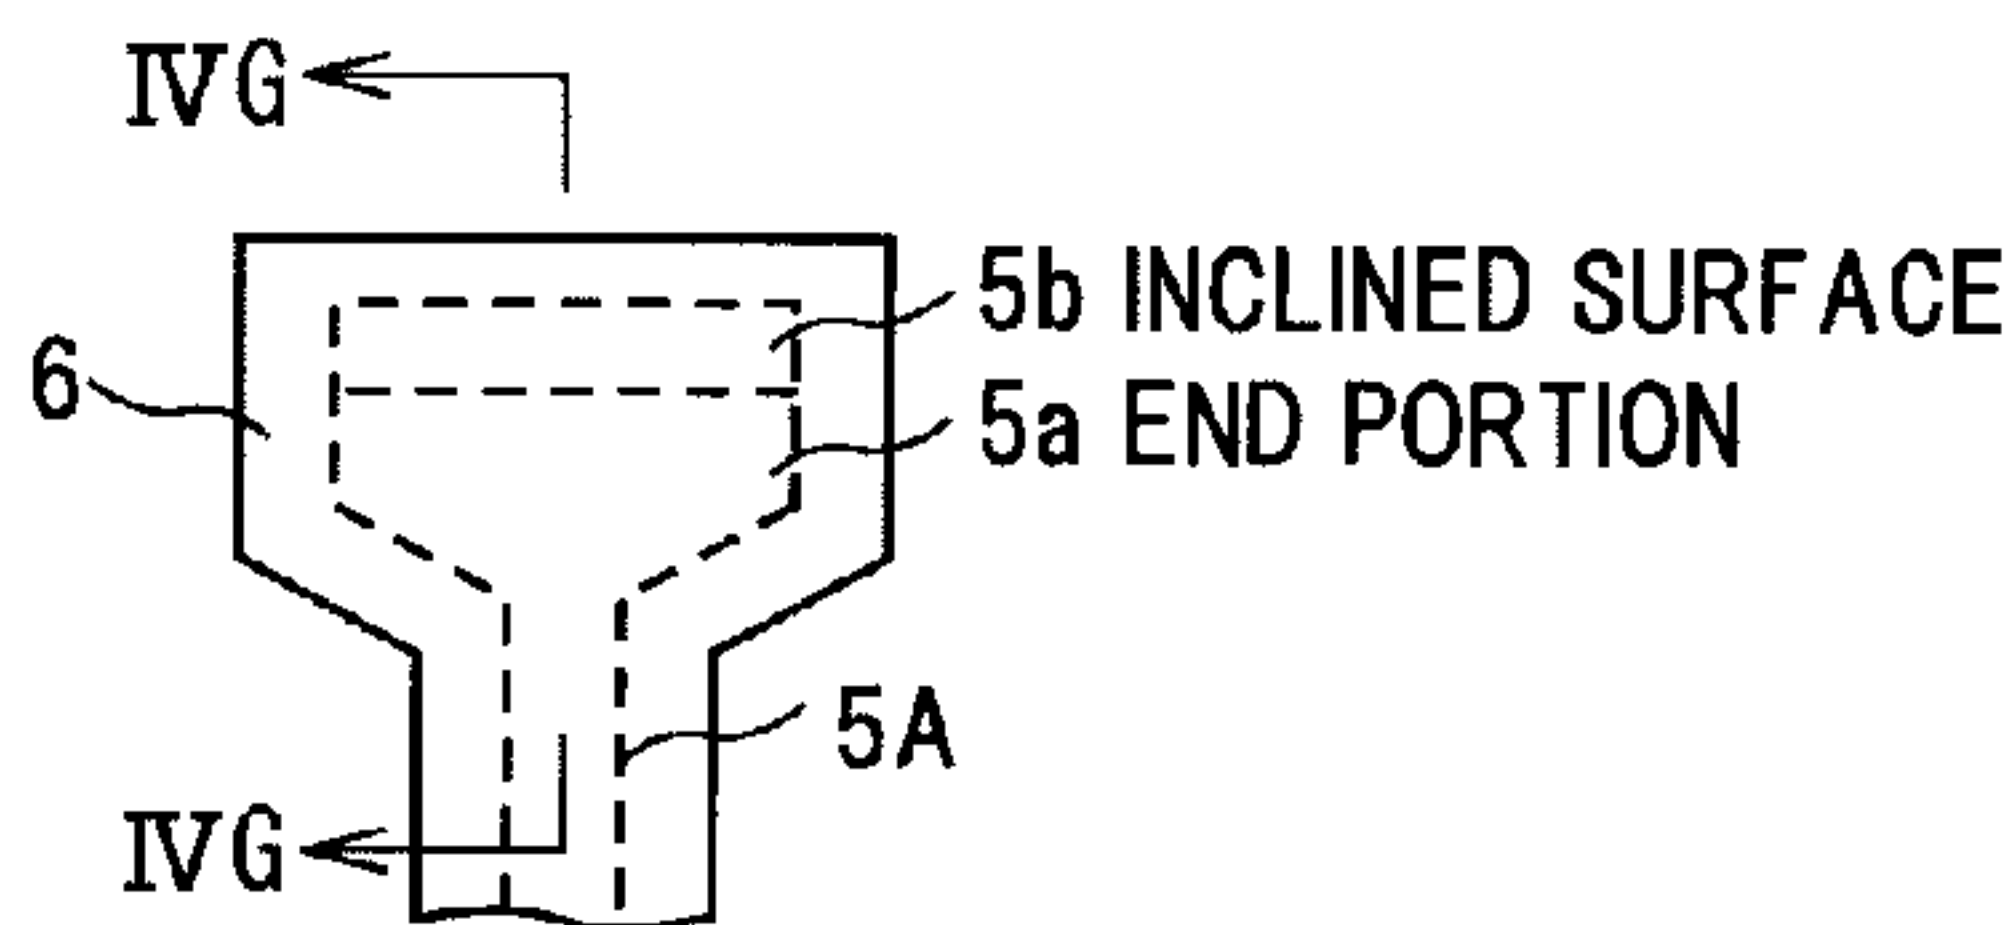 ⅣG
5b INCLINED SURFACE
6
5a END PORTION
5A
ⅣG